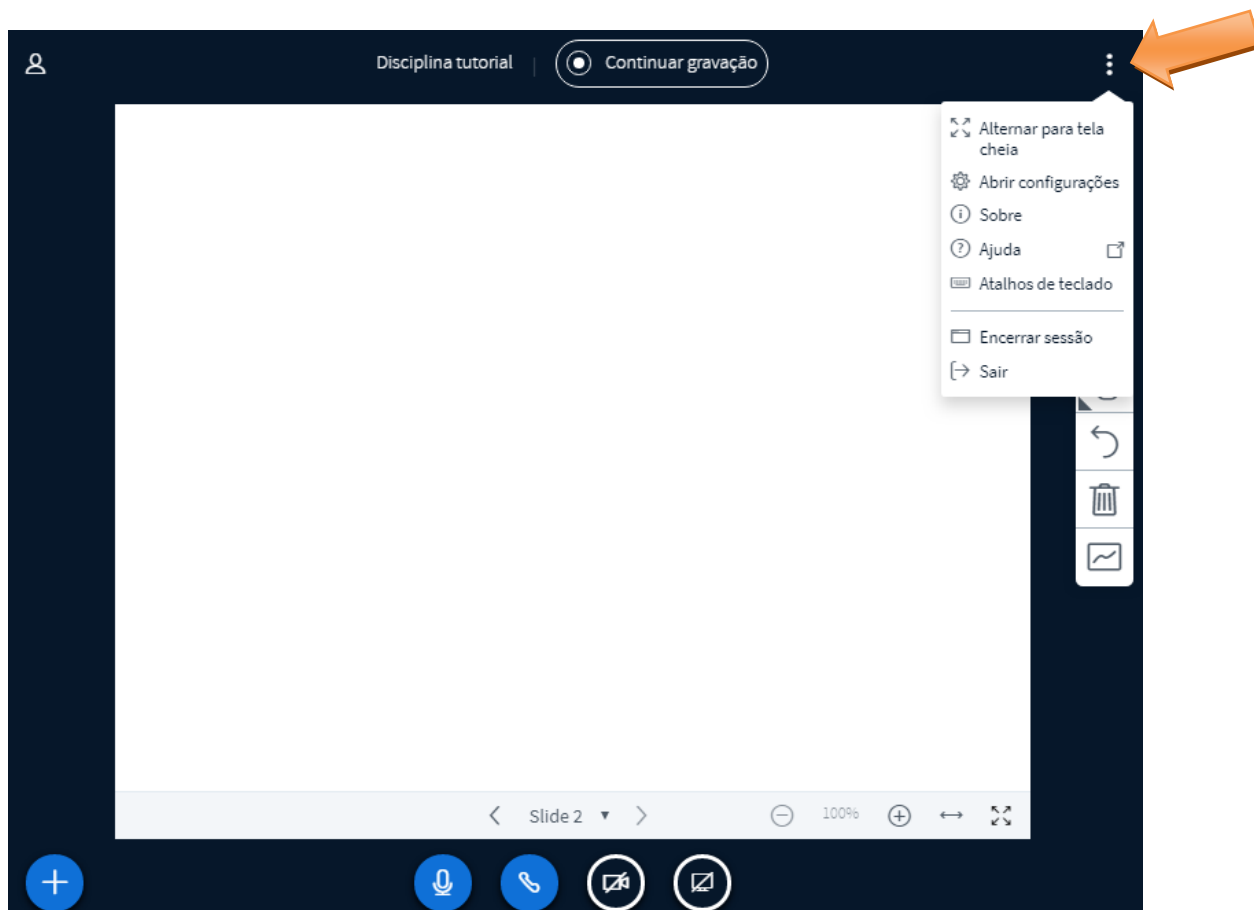 Disciplina tutorial
Continuar gravação
Alternar para tela
cheia
Abrir configurações
Sobre
Ajuda
Atalhos de teclado
Encerrar sessão
Sair
Slide 2
100%